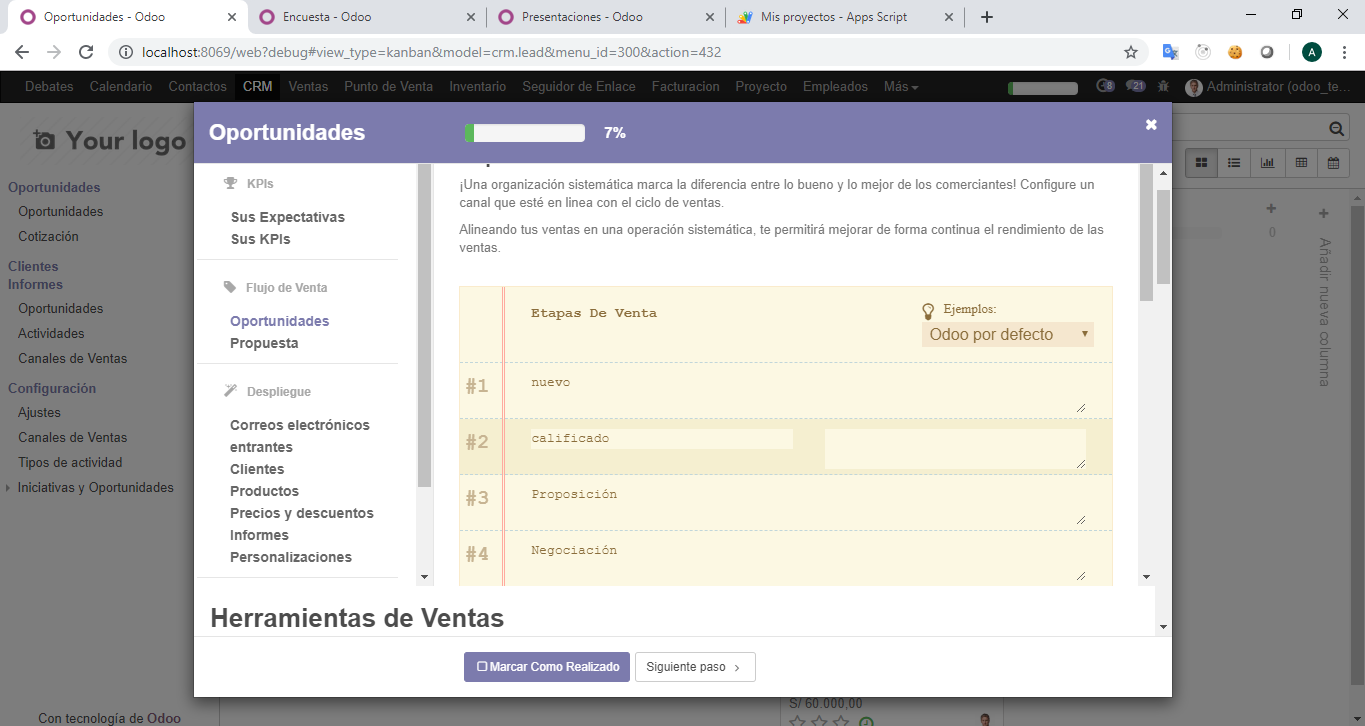 Oportunidades - Odoo
Encuesta - Odoo
Presentaciones - Odoo
Mis proyectos - Apps Script
localhost:8069/web?debug#view_type=kanban&model=crm.lead&menu_id=300&action=432
A
Debates Calendario Contactos CRM Ventas Punto de Venta Inventario Seguidor de Enlace Facturacion Proyecto Empleados Más
8
21
Administrator (odoo_te...
Your logo
Oportunidades
Oportunidades
Cotización
Clientes
Informes
Oportunidades
Actividades
Canales de Ventas
Configuración
Ajustes
Canales de Ventas
Tipos de actividad
Iniciativas y Oportunidades
Con tecnología de Odoo
Oportunidades
7%
KPIs
Sus Expectativas
Sus KPIs
Flujo de Venta
Oportunidades
Propuesta
Despliegue
Correos electrónicos
entrantes
Clientes
Productos
Precios y descuentos
Informes
Personalizaciones
¡Una organización sistemática marca la diferencia entre lo bueno y lo mejor de los comerciantes! Configure un
canal que esté en linea con el ciclo de ventas.
Alineando tus ventas en una operación sistemática, te permitirá mejorar de forma continua el rendimiento de las
ventas.
Etapas De Venta
Ejemplos:
Odoo por defecto
#1 nuevo
#2 calificado
#3 Proposición
#4 Negociación
Herramientas de Ventas
Marcar Como Realizado
Siguiente paso
0
Añadir nueva columna
S/ 60.000,00